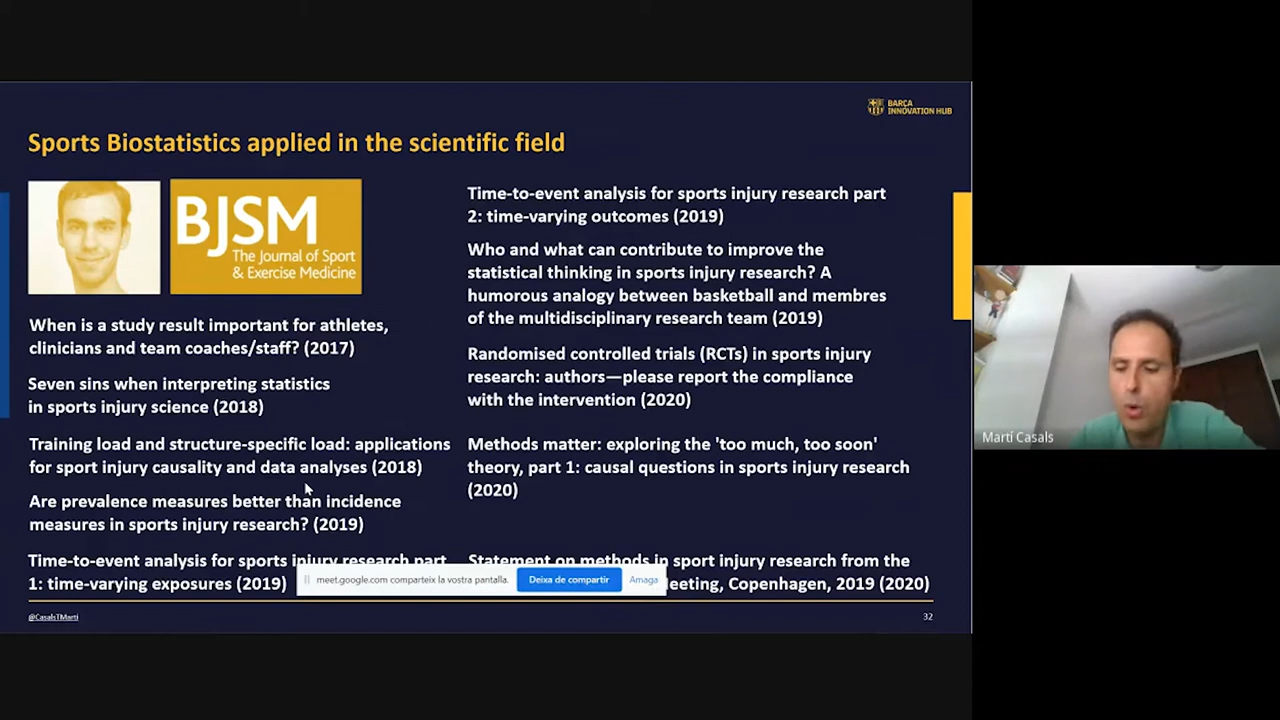 BARÇA
INNOVATION HUB
Sports Biostatistics applied in the scientific field
BJSM
The Journal of Sport
& Exercise Medicine
When is a study result important for athletes,
clinicians and team coaches/staff? (2017)
Seven sins when interpreting statistics
in sports injury science (2018)
Training load and structure-specific load: applications
for sport injury causality and data analyses (2018)
Are prevalence measures better than incidence
measures in sports injury research? (2019)
Time-to-event analysis for sports injury research part
1: time-varying exposures (2019)
Time-to-event analysis for sports injury research part
2: time-varying outcomes (2019)
Who and what can contribute to improve the
statistical thinking in sports injury research? A
humorous analogy between basketball and membres
of the multidisciplinary research team (2019)
Randomised controlled trials (RCTs) in sports injury
research: authors—please report the compliance
with the intervention (2020)
Methods matter: exploring the 'too much, too soon'
theory, part 1: causal questions in sports injury research
(2020)
Statement on methods in sport injury research from the
Meeting, Copenhagen, 2019 (2020)
meet.google.com comparteix la vostra pantalla.
Deixa de compartir
Amaga
@CasalsTMarti
32
Martí Casals